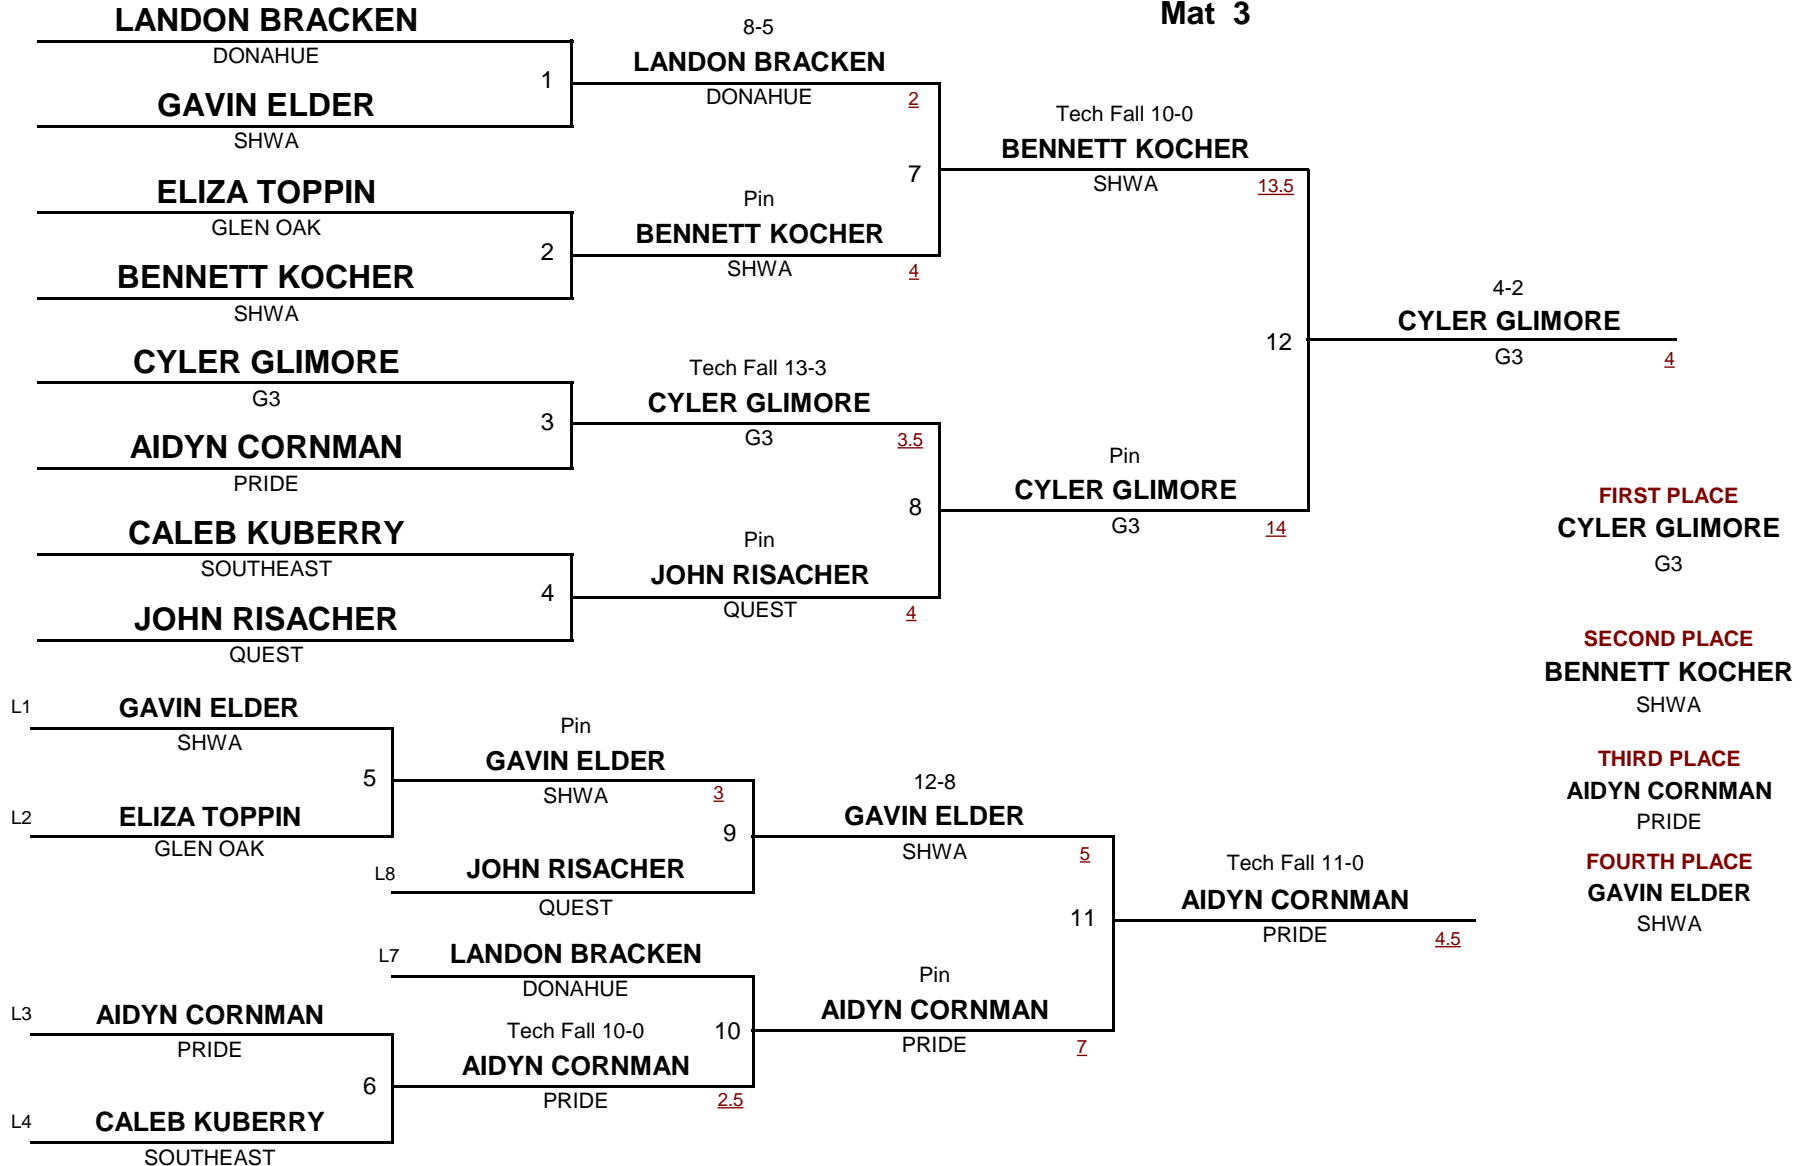 Mat 3
LANDON BRACKEN
DONAHUE
1
GAVIN ELDER
SHWA
ELIZA TOPPIN
GLEN OAK
2
BENNETT KOCHER
SHWA
CYLER GLIMORE
G3
3
AIDYN CORNMAN
PRIDE
CALEB KUBERRY
SOUTHEAST
4
JOHN RISACHER
QUEST
8-5
LANDON BRACKEN
DONAHUE
2
7
Pin
BENNETT KOCHER
SHWA
4
Tech Fall 13-3
CYLER GLIMORE
G3
3.5
8
Pin
JOHN RISACHER
QUEST
4
Tech Fall 10-0
BENNETT KOCHER
SHWA
13.5
12
Pin
CYLER GLIMORE
G3
14
4-2
CYLER GLIMORE
G3
4
FIRST PLACE
CYLER GLIMORE
G3
SECOND PLACE
BENNETT KOCHER
SHWA
THIRD PLACE
AIDYN CORNMAN
PRIDE
FOURTH PLACE
GAVIN ELDER
SHWA
L1
GAVIN ELDER
SHWA
5
L2
ELIZA TOPPIN
GLEN OAK
L3
AIDYN CORNMAN
PRIDE
6
L4
CALEB KUBERRY
SOUTHEAST
Pin
GAVIN ELDER
SHWA
3
9
L8
JOHN RISACHER
QUEST
L7
LANDON BRACKEN
DONAHUE
10
Tech Fall 10-0
AIDYN CORNMAN
PRIDE
2.5
12-8
GAVIN ELDER
SHWA
5
11
Pin
AIDYN CORNMAN
PRIDE
7
Tech Fall 11-0
AIDYN CORNMAN
PRIDE
4.5